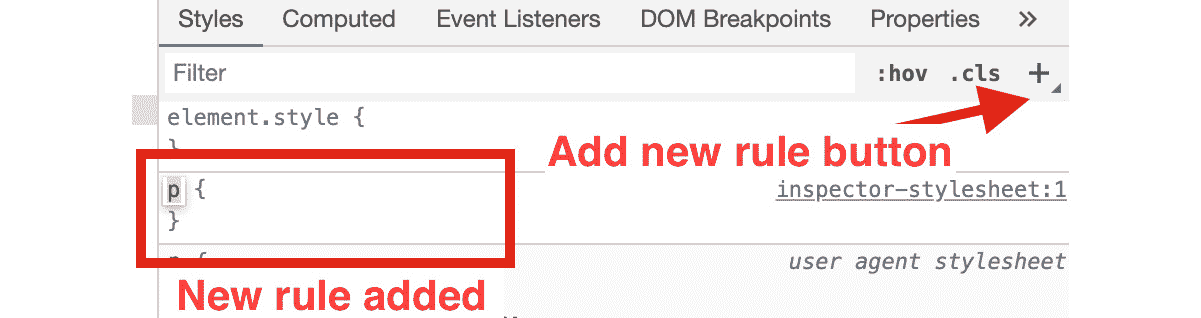 Styles Computed Event Listeners DOM Breakpoints Properties »
Filter :hov .cls +
element.style {
}
Add new rule button
p { inspector-stylesheet:1
}
p { user agent stylesheet
New rule added